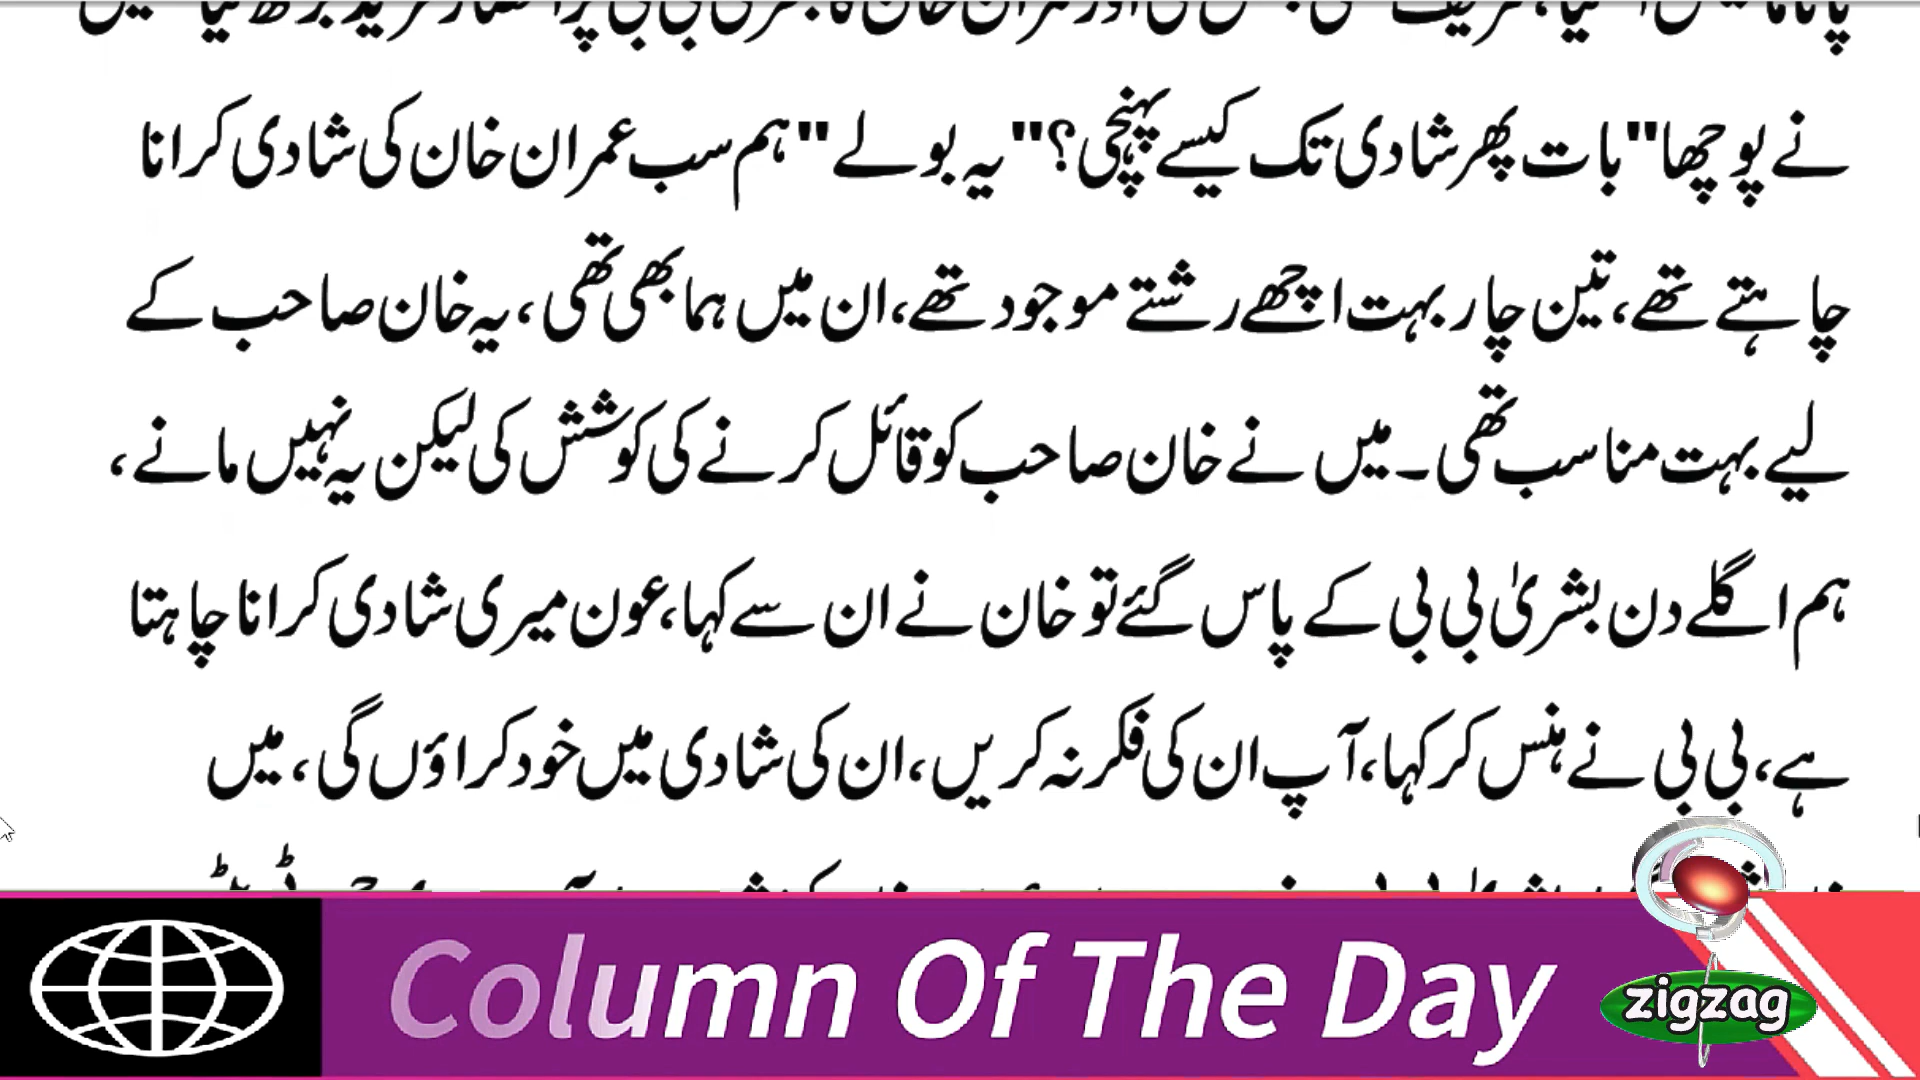 نے پوچھا "بات پھر شادی تک کیسے پہنچی؟" یہ بولے "ہم سب عمران خان کی شادی کرانا
چاہتے تھے، تین چار بہت اچھے رشتے موجود تھے، ان میں ہما بھی تھی، یہ خان صاحب کے
لیے بہت مناسب تھی۔ میں نے خان صاحب کو قائل کرنے کی کوشش کی لیکن یہ نہیں مانے،
ہم اگلے دن بشریٰ بی بی کے پاس گئے تو خان نے ان سے کہا، عون میری شادی کرانا چاہتا
ہے، بی بی نے ہنس کر کہا، آپ ان کی فکر نہ کریں، ان کی شادی میں خود کراؤں گی، میں
Column Of The Day
zigzag